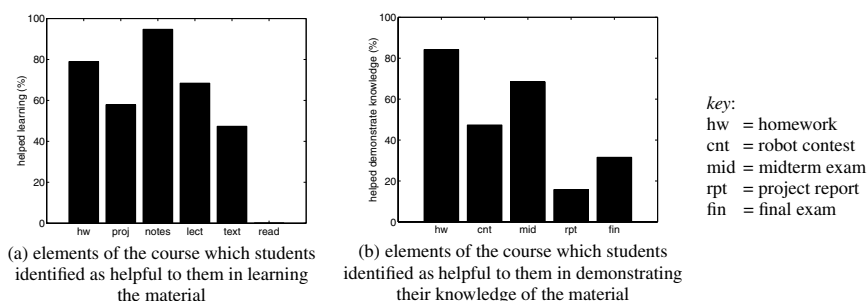 100
80
60
40
20
0
helped learning (%)
hw proj notes lect text read
(a) elements of the course which students
identified as helpful to them in learning
the material
100
80
60
40
20
0
helped demonstrate knowledge (%)
hw cnt mid rpt fin
(b) elements of the course which students
identified as helpful to them in demonstrating
their knowledge of the material
key:
hw = homework
cnt = robot contest
mid = midterm exam
rpt = project report
fin = final exam